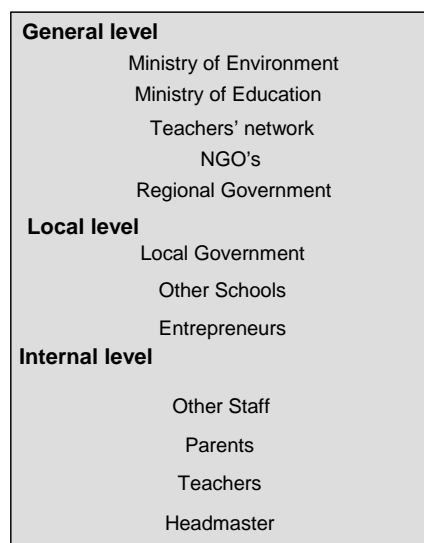 General level
Ministry of Environment
Ministry of Education
Teachers’ network
NGO’s
Regional Government
Local level
Local Government
Other Schools
Entrepreneurs
Internal level
Other Staff
Parents
Teachers
Headmaster